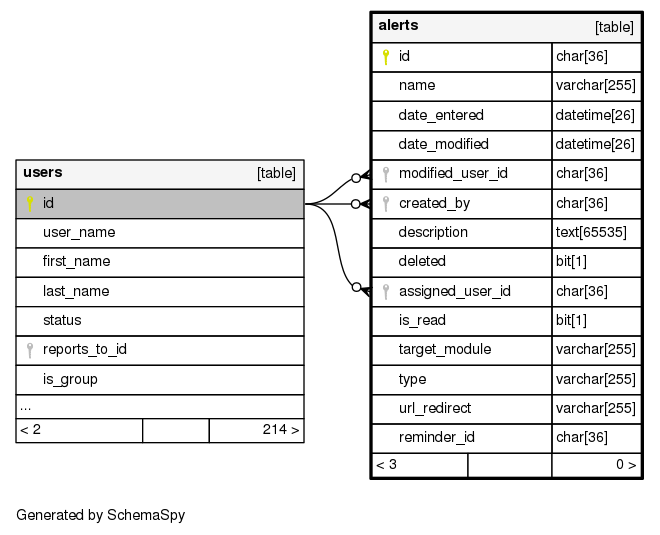 users [table]
id
user_name
first_name
last_name
status
reports_to_id
is_group
...
< 2 214 >
alerts [table]
id char[36]
name varchar[255]
date_entered datetime[26]
date_modified datetime[26]
modified_user_id char[36]
created_by char[36]
description text[65535]
deleted bit[1]
assigned_user_id char[36]
is_read bit[1]
target_module varchar[255]
type varchar[255]
url_redirect varchar[255]
reminder_id char[36]
< 3 0 >
Generated by SchemaSpy